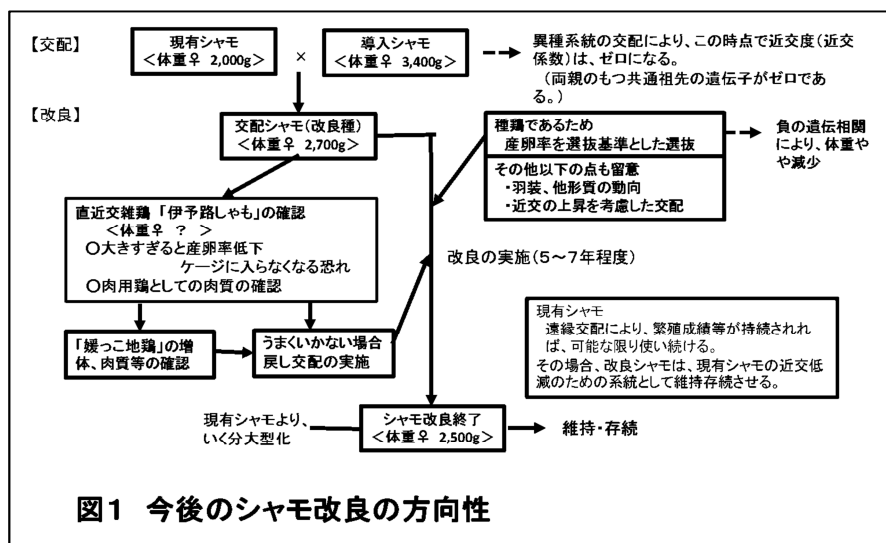 【交配】
現有シャモ
＜体重♀ 2,000g＞
×
導入シャモ
＜体重♀ 3,400g＞
異種系統の交配により、この時点で近交度(近交
係数)は、ゼロになる。
(両親のもつ共通祖先の遺伝子がゼロであ
る。)
【改良】
交配シャモ(改良種)
＜体重♀ 2,700g＞
種鶏であるため
産卵率を選抜基準とした選抜
その他以下の点も留意
・羽装、他形質の動向
・近交の上昇を考慮した交配
負の遺伝相関
により、体重や
や減少
直近交雑鶏「伊予路しゃも」の確認
＜体重♀ ? ＞
○大きすぎると産卵率低下
ケージに入らなくなる恐れ
○肉用鶏としての肉質の確認
改良の実施(5～7年程度)
「媛っこ地鶏」の増
体、肉質等の確認
うまくいかない場合
戻し交配の実施
現有シャモ
遠縁交配により、繁殖成績等が持続されれ
ば、可能な限り使い続ける。
その場合、改良シャモは、現有シャモの近交低
減のための系統として維持存続させる。
現有シャモより、
いく分大型化
シャモ改良終了
＜体重♀ 2,500g＞
維持・存続
図1 今後のシャモ改良の方向性